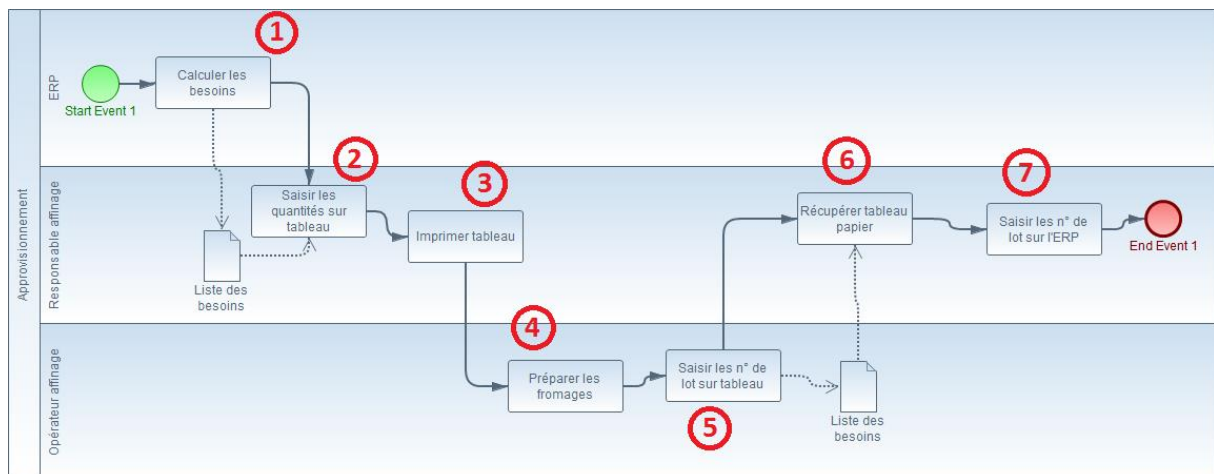 Approvisionnement
ERP
Start Event 1
1
Calculer les
besoins
Responsable affinage
2
Saisir les
quantités sur
tableau
Liste des
besoins
3
Imprimer tableau
6
Récupérer tableau
papier
7
Saisir les n° de
lot sur l'ERP
End Event 1
Opérateur affinage
4
Préparer les
fromages
Saisir les n° de
lot sur tableau
5
Liste des
besoins